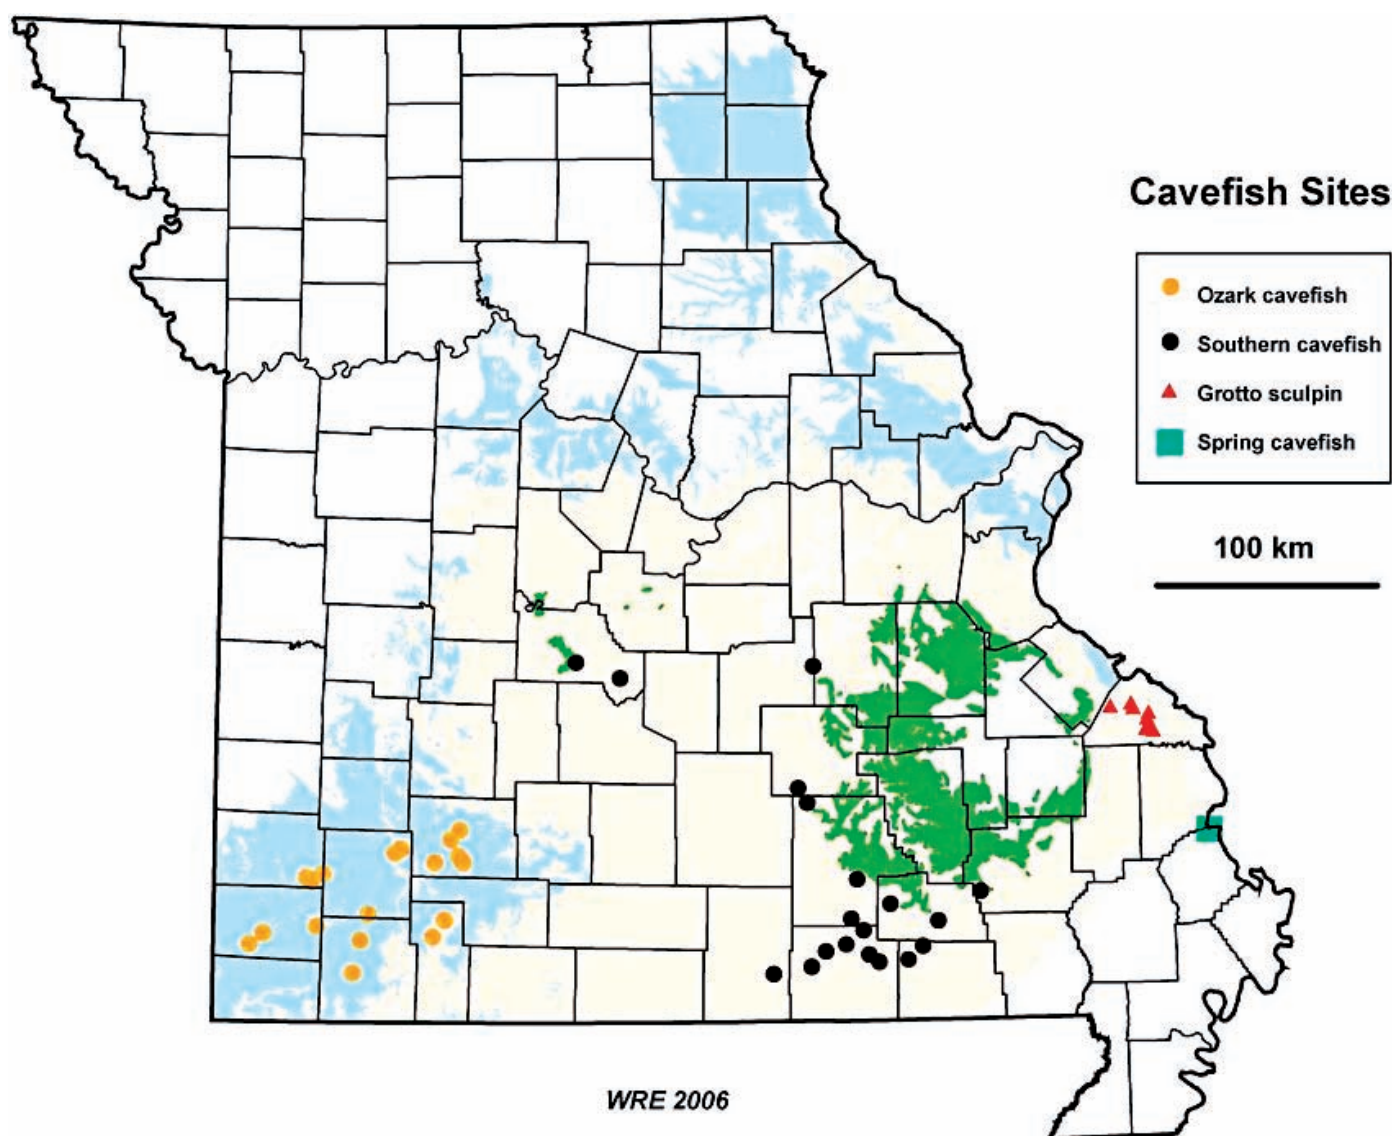 Cavefish Sites
Ozark cavefish
Southern cavefish
Grotto sculpin
Spring cavefish
100 km
WRE 2006